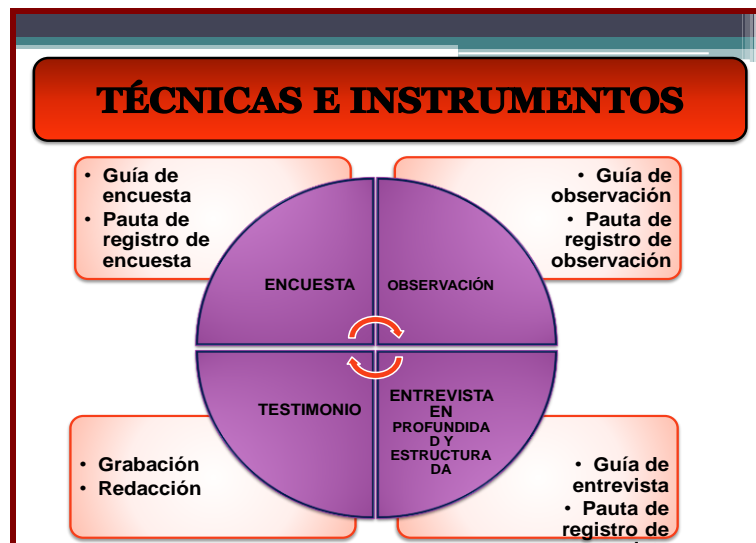 TÉCNICAS E INSTRUMENTOS
• Guía de
encuesta
• Pauta de
registro de
encuesta
• Guía de
observación
• Pauta de
registro de
observación
ENCUESTA
OBSERVACIÓN
TESTIMONIO
ENTREVISTA
EN
PROFUNDIDA
D Y
ESTRUCTURA
DA
• Grabación
• Redacción
• Guía de
entrevista
• Pauta de
registro de